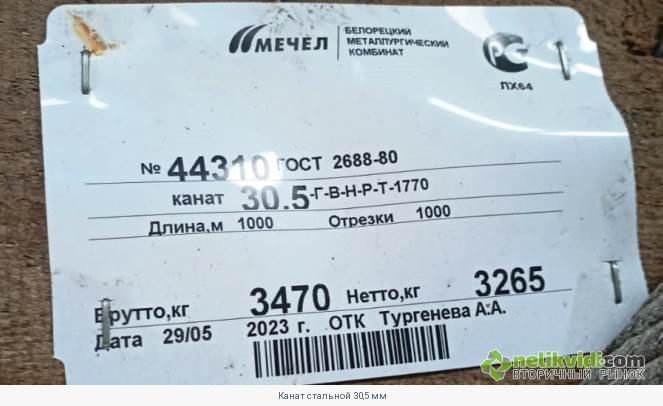 МЕЧЕЛ
БЕЛОРЕЦКИЙ
МЕТАЛЛУРГИЧЕСКИЙ
КОМБИНАТ
РС
ЛХ64
№ 44310 ГОСТ 2688-80
канат 30.5-Г-В-Н-Р-Т-1770
Длина,м 1000 Отрезки 1000
Брутто,кг 3470 Нетто,кг 3265
Дата 29/05 2023 г. ОТК Тургенева А.А.
nelikvidi.com
ВТОРИЧНЫЙ РЫНОК
Канат стальной 30,5 мм